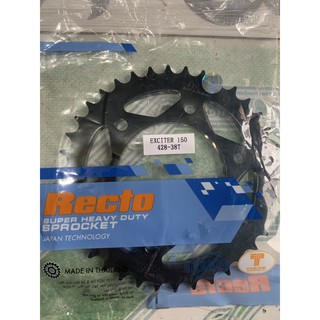 EXCITER 150
428-38T
Recto
SUPER HEAVY DUTY
SPROCKET
JAPAN TECHNOLOGY
MADE IN THAILAND
T